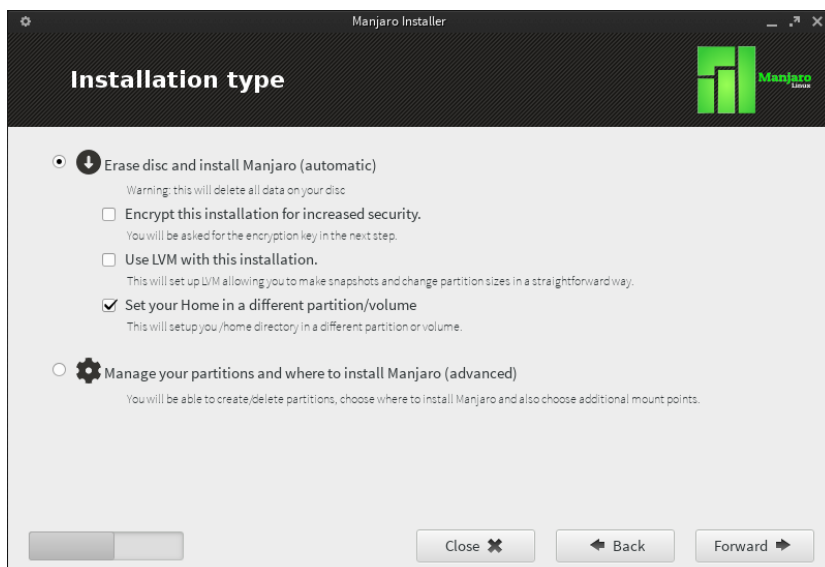 Manjaro Installer
Installation type
Manjaro
Linux
Erase disc and install Manjaro (automatic)
Warning: this will delete all data on your disc
Encrypt this installation for increased security.
You will be asked for the encryption key in the next step.
Use LVM with this installation.
This will set up LVM allowing you to make snapshots and change partition sizes in a straightforward way.
Set your Home in a different partition/volume
This will setup you /home directory in a different partition or volume.
Manage your partitions and where to install Manjaro (advanced)
You will be able to create/delete partitions, choose where to install Manjaro and also choose additional mount points.
Close
Back
Forward